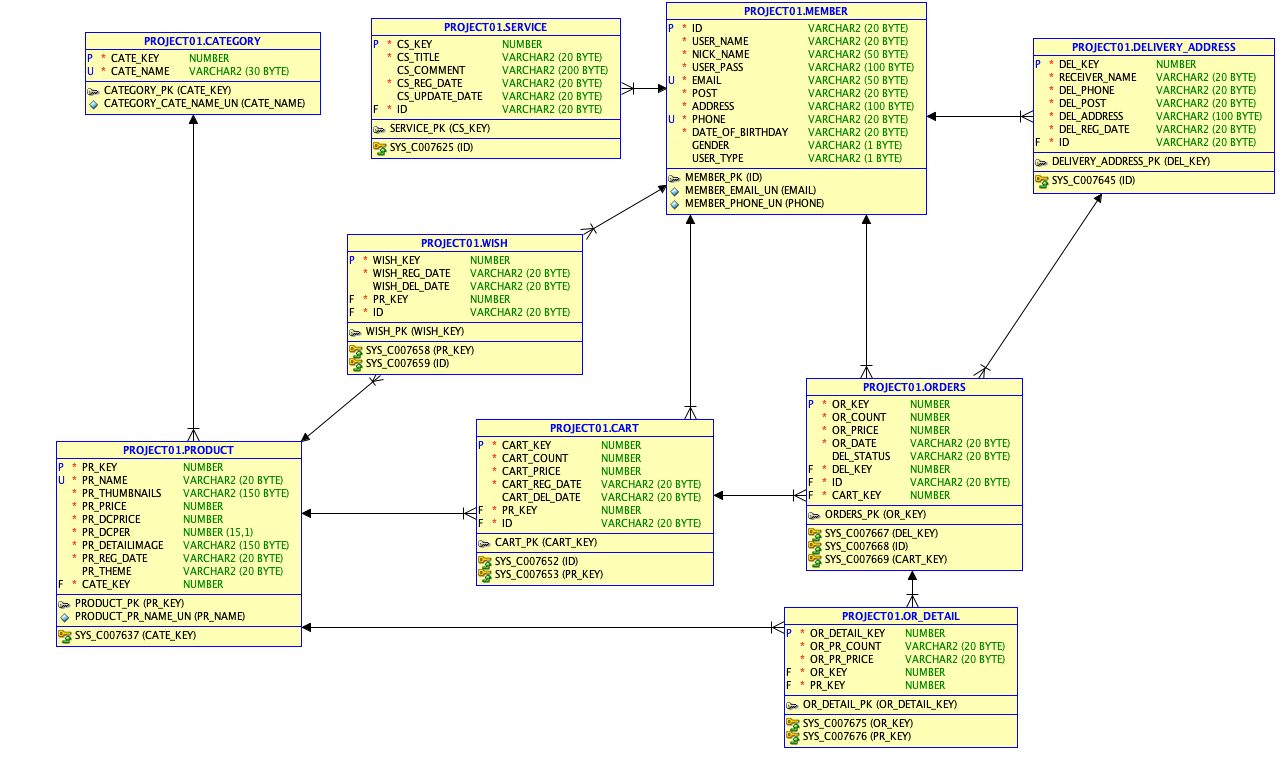 PROJECT01.CATEGORY
P * CATE_KEY NUMBER
U * CATE_NAME VARCHAR2 (30 BYTE)
CATEGORY_PK (CATE_KEY)
CATEGORY_CATE_NAME_UN (CATE_NAME)
PROJECT01.SERVICE
P * CS_KEY NUMBER
* CS_TITLE VARCHAR2 (20 BYTE)
CS_COMMENT VARCHAR2 (200 BYTE)
* CS_REG_DATE VARCHAR2 (20 BYTE)
CS_UPDATE_DATE VARCHAR2 (20 BYTE)
F * ID VARCHAR2 (20 BYTE)
SERVICE_PK (CS_KEY)
SYS_C007625 (ID)
PROJECT01.MEMBER
P * ID VARCHAR2 (20 BYTE)
* USER_NAME VARCHAR2 (20 BYTE)
* NICK_NAME VARCHAR2 (20 BYTE)
* USER_PASS VARCHAR2 (100 BYTE)
U * EMAIL VARCHAR2 (50 BYTE)
* POST VARCHAR2 (20 BYTE)
* ADDRESS VARCHAR2 (100 BYTE)
U * PHONE VARCHAR2 (20 BYTE)
* DATE_OF_BIRTHDAY VARCHAR2 (20 BYTE)
GENDER VARCHAR2 (1 BYTE)
USER_TYPE VARCHAR2 (1 BYTE)
MEMBER_PK (ID)
MEMBER_EMAIL_UN (EMAIL)
MEMBER_PHONE_UN (PHONE)
PROJECT01.DELIVERY_ADDRESS
P * DEL_KEY NUMBER
* RECEIVER_NAME VARCHAR2 (20 BYTE)
* DEL_PHONE VARCHAR2 (20 BYTE)
* DEL_POST VARCHAR2 (20 BYTE)
* DEL_ADDRESS VARCHAR2 (100 BYTE)
* DEL_REG_DATE VARCHAR2 (20 BYTE)
F * ID VARCHAR2 (20 BYTE)
DELIVERY_ADDRESS_PK (DEL_KEY)
SYS_C007645 (ID)
PROJECT01.WISH
P * WISH_KEY NUMBER
* WISH_REG_DATE VARCHAR2 (20 BYTE)
WISH_DEL_DATE VARCHAR2 (20 BYTE)
F * PR_KEY NUMBER
F * ID VARCHAR2 (20 BYTE)
WISH_PK (WISH_KEY)
SYS_C007658 (PR_KEY)
SYS_C007659 (ID)
PROJECT01.PRODUCT
P * PR_KEY NUMBER
U * PR_NAME VARCHAR2 (20 BYTE)
* PR_THUMBNAILS VARCHAR2 (150 BYTE)
* PR_PRICE NUMBER
* PR_DCPRICE NUMBER
* PR_DCPER NUMBER (15,1)
* PR_DETAILIMAGE VARCHAR2 (150 BYTE)
* PR_REG_DATE VARCHAR2 (20 BYTE)
PR_THEME VARCHAR2 (20 BYTE)
F * CATE_KEY NUMBER
PRODUCT_PK (PR_KEY)
PRODUCT_PR_NAME_UN (PR_NAME)
SYS_C007637 (CATE_KEY)
PROJECT01.CART
P * CART_KEY NUMBER
* CART_COUNT NUMBER
* CART_PRICE NUMBER
* CART_REG_DATE VARCHAR2 (20 BYTE)
CART_DEL_DATE VARCHAR2 (20 BYTE)
F * PR_KEY NUMBER
F * ID VARCHAR2 (20 BYTE)
CART_PK (CART_KEY)
SYS_C007652 (ID)
SYS_C007653 (PR_KEY)
PROJECT01.ORDERS
P * OR_KEY NUMBER
* OR_COUNT NUMBER
* OR_PRICE NUMBER
* OR_DATE VARCHAR2 (20 BYTE)
DEL_STATUS VARCHAR2 (20 BYTE)
F * DEL_KEY NUMBER
F * ID VARCHAR2 (20 BYTE)
F * CART_KEY NUMBER
ORDERS_PK (OR_KEY)
SYS_C007667 (DEL_KEY)
SYS_C007668 (ID)
SYS_C007669 (CART_KEY)
PROJECT01.OR_DETAIL
P * OR_DETAIL_KEY NUMBER
* OR_PR_COUNT VARCHAR2 (20 BYTE)
* OR_PR_PRICE VARCHAR2 (20 BYTE)
F * OR_KEY NUMBER
F * PR_KEY NUMBER
OR_DETAIL_PK (OR_DETAIL_KEY)
SYS_C007675 (OR_KEY)
SYS_C007676 (PR_KEY)